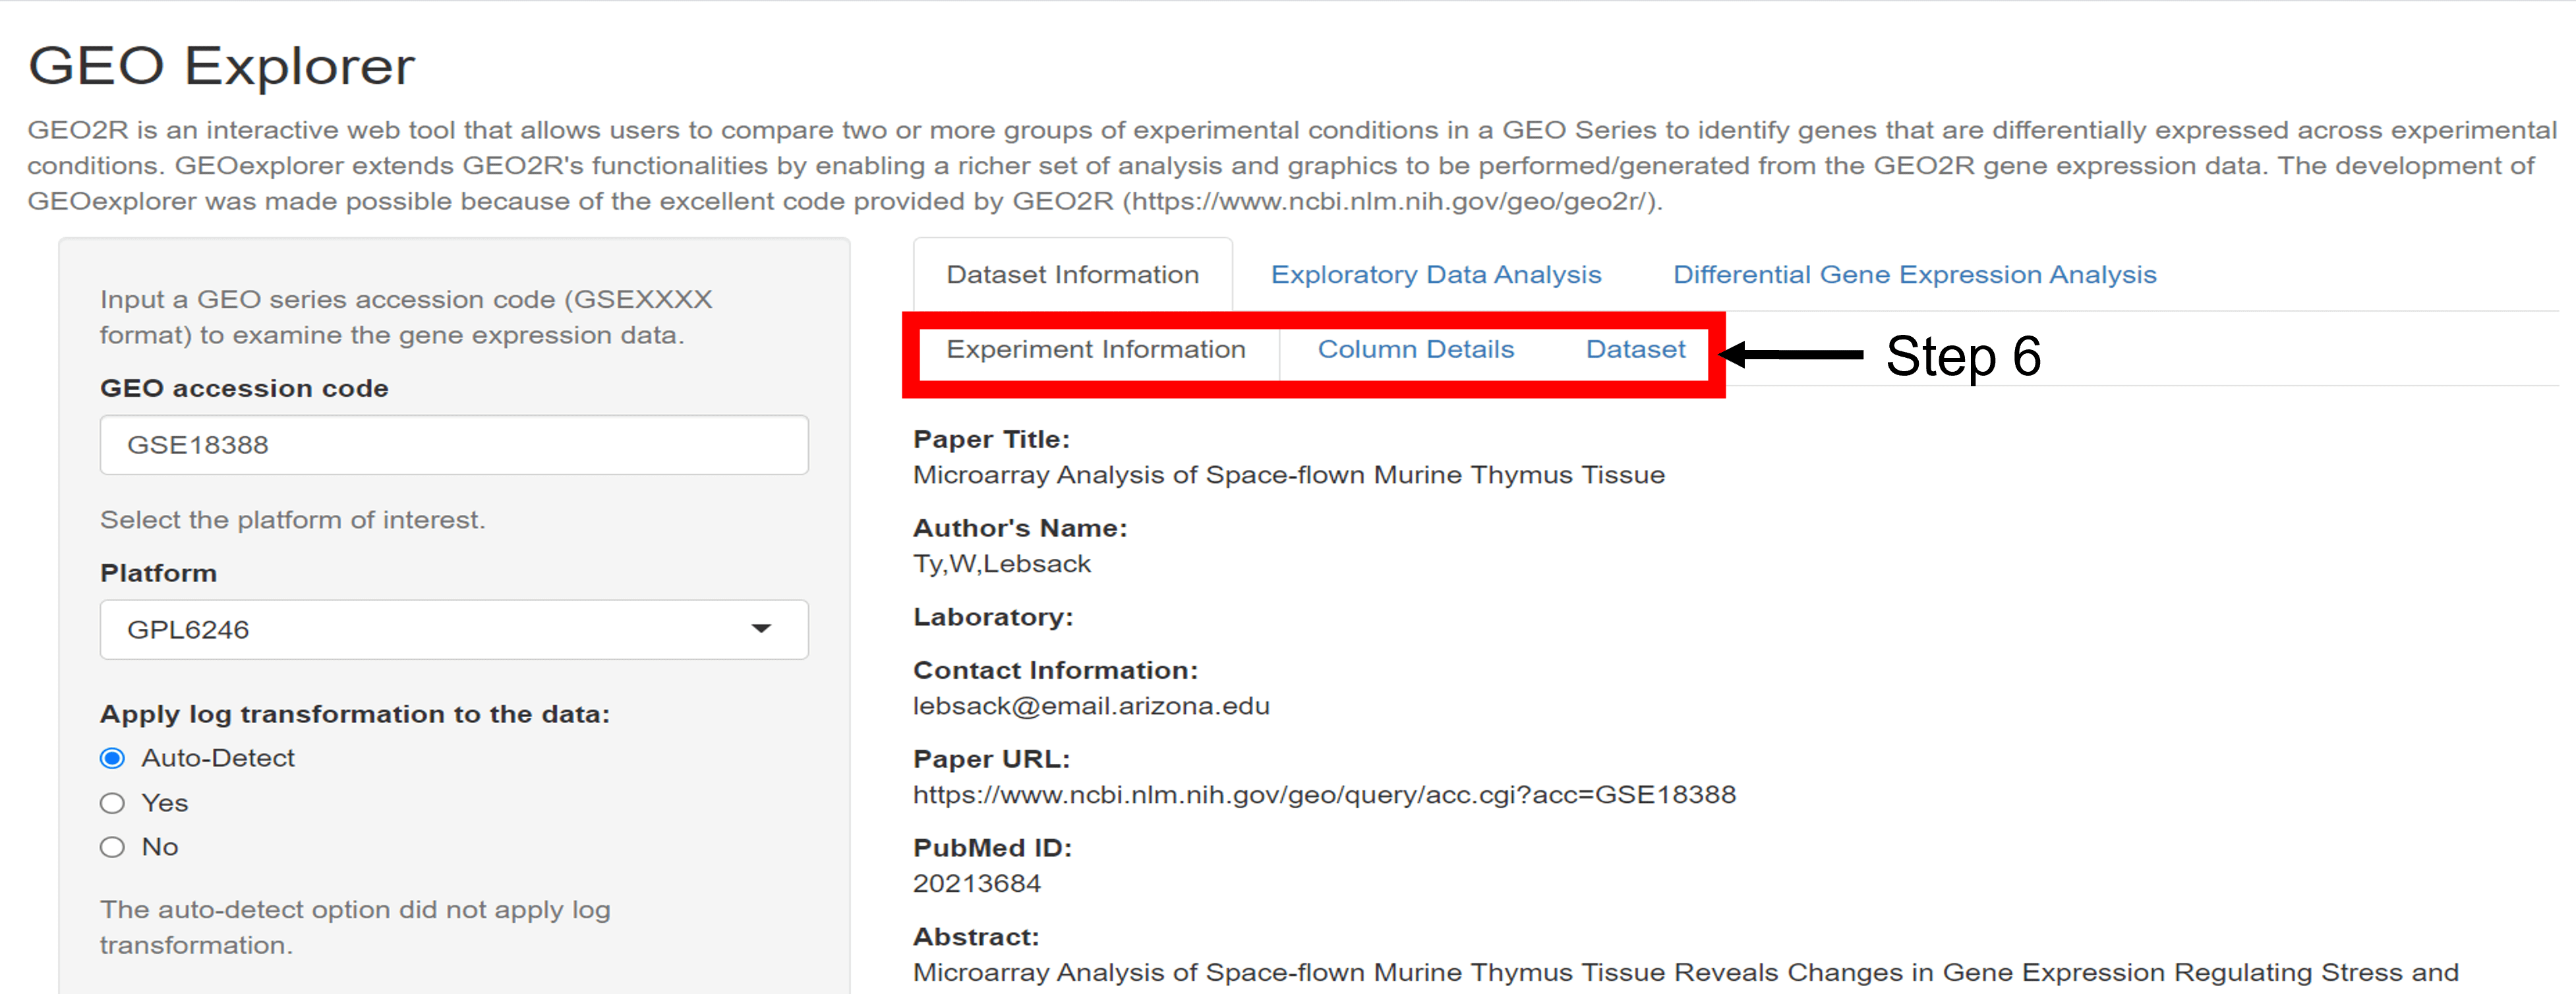 GEO Explorer
GEO2R is an interactive web tool that allows users to compare two or more groups of experimental conditions in a GEO Series to identify genes that are differentially expressed across experimental
conditions. GEOexplorer extends GEO2R's functionalities by enabling a richer set of analysis and graphics to be performed/generated from the GEO2R gene expression data. The development of
GEOexplorer was made possible because of the excellent code provided by GEO2R (https://www.ncbi.nlm.nih.gov/geo/geo2r/).
Input a GEO series accession code (GSEXXXX
format) to examine the gene expression data.
GEO accession code
GSE18388
Select the platform of interest.
Platform
GPL6246
Apply log transformation to the data:
Auto-Detect
Yes
No
The auto-detect option did not apply log
transformation.
Dataset Information Exploratory Data Analysis Differential Gene Expression Analysis
Experiment Information Column Details Dataset Step 6
Paper Title:
Microarray Analysis of Space-flown Murine Thymus Tissue
Author's Name:
Ty,W,Lebsack
Laboratory:
Contact Information:
lebsack@email.arizona.edu
Paper URL:
https://www.ncbi.nlm.nih.gov/geo/query/acc.cgi?acc=GSE18388
PubMed ID:
20213684
Abstract:
Microarray Analysis of Space-flown Murine Thymus Tissue Reveals Changes in Gene Expression Regulating Stress and